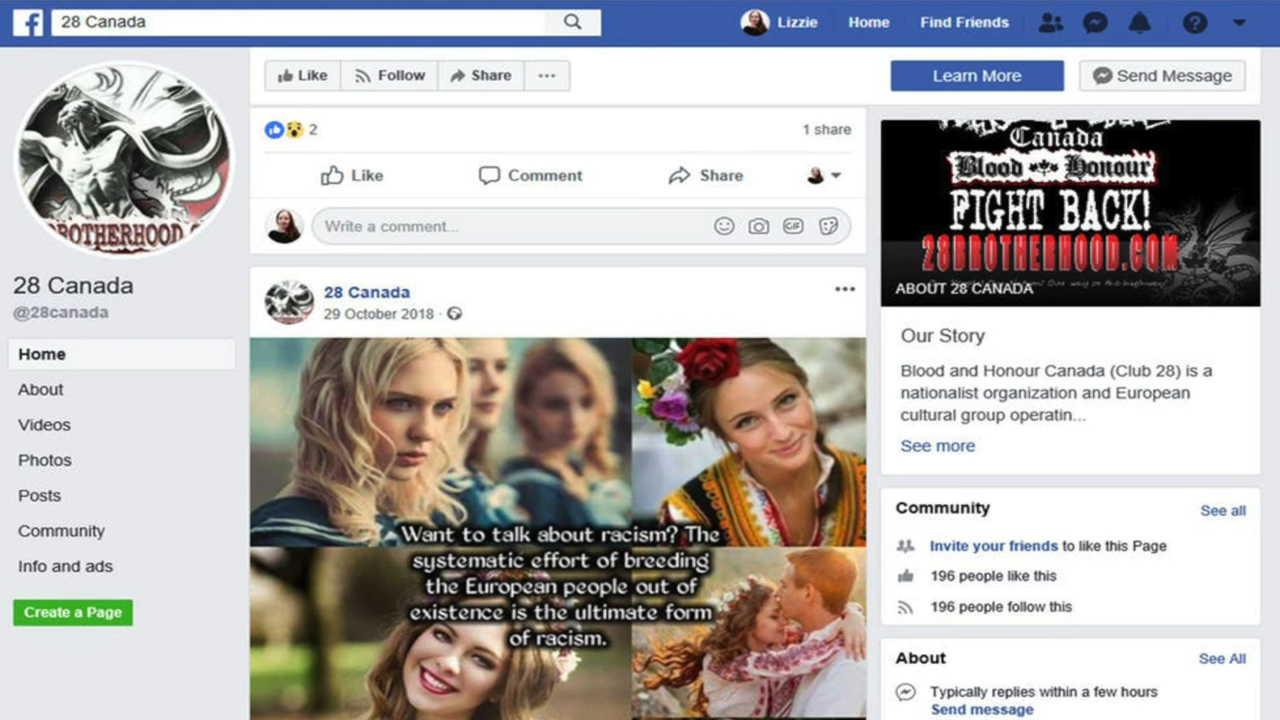 28 Canada
Lizzie
Home
Find Friends
Like
Follow
Share
Learn More
Send Message
BROTHERHOOD
28 Canada
@28canada
Home
About
Videos
Photos
Posts
Community
Info and ads
Create a Page
2
1 share
Like
Comment
Share
Write a comment...
GIF
28 Canada
29 October 2018
Want to talk about racism? The
systematic effort of breeding
the European people out of
existence is the ultimate form
of racism.
Canada
Blood Honour
FIGHT BACK!
28BROTHERHOOD.COM
ABOUT 28 CANADA
Our way or the highway!
Our Story
Blood and Honour Canada (Club 28) is a
nationalist organization and European
cultural group operatin...
See more
Community
See all
Invite your friends to like this Page
196 people like this
196 people follow this
About
See All
Typically replies within a few hours
Send message